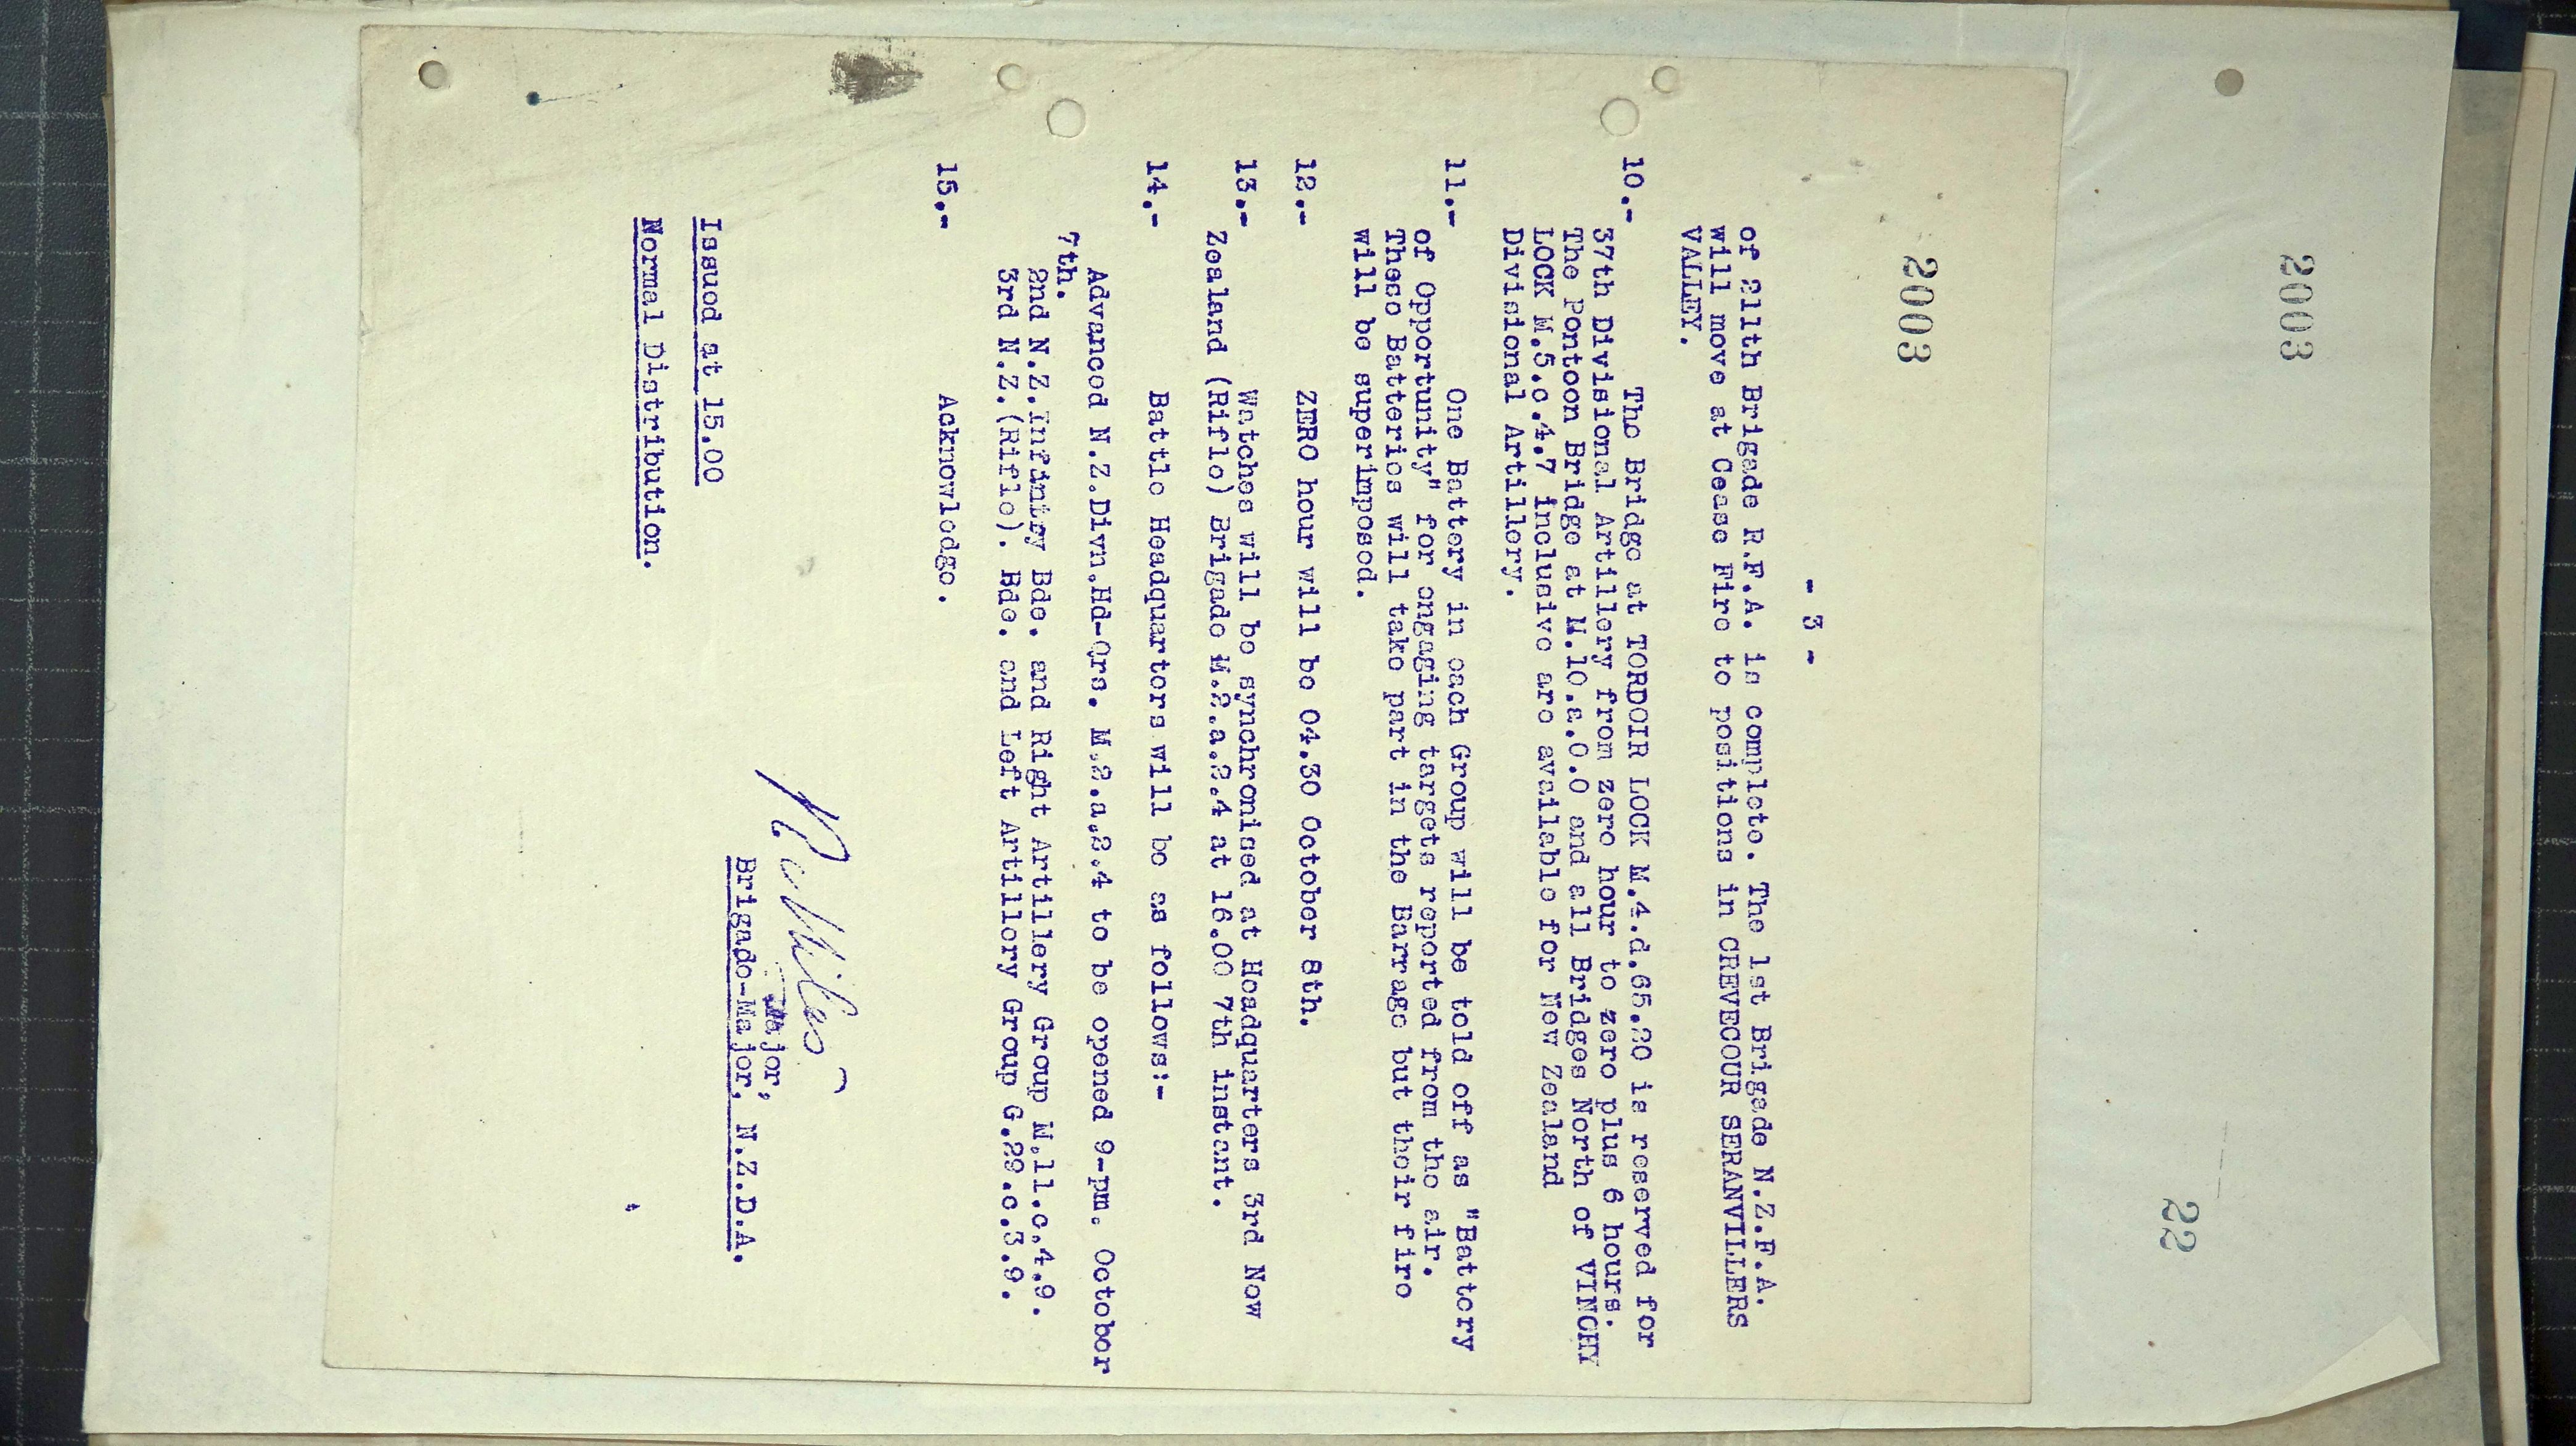 2003
22
2003
- 3 -
of 211th Brigade R.F.A. is complete. The 1st Brigade N.Z.F.A.
will move at Cease Fire to positions in CREVECOUR SERANVILLERS
VALLEY.
10.- The Bridge at TORDOIR LOCK M.4.d.65.20 is reserved for
37th Divisional Artillery from zero hour to zero plus 6 hours.
The Pontoon Bridge at M.10.a.0.0 and all Bridges North of VINCHY
LOCK M.5.c.4.7 inclusive are available for New Zealand
Divisional Artillery.
11.- One Battery in each Group will be told off as "Battery
of Opportunity" for engaging targets reported from the air.
These Batteries will take part in the Barrage but their fire
will be superimposed.
12.- ZERO hour will be 04.30 October 8th.
13.- Watches will be synchronised at Headquarters 3rd New
Zealand (Rifle) Brigade M.2.a.2.4 at 16.00 7th instant.
14.- Battle Headquarters will be as follows:-
Advanced N.Z.Divn.Hd-Qrs. M.2.a.2.4 to be opened 9-pm. October
7th.
2nd N.Z.Infantry Bde. and Right Artillery Group M.11.c.4.9.
3rd N.Z.(Rifle). Bde. and Left Artillery Group G.29.c.3.9.
15.- Acknowledge.
Major,
Brigade-Major, N.Z.D.A.
Issued at 15.00
Normal Distribution.